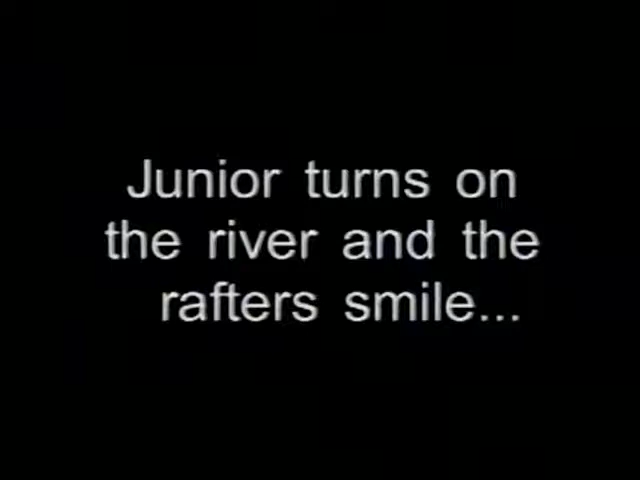 Junior turns on
the river and the
rafters smile...